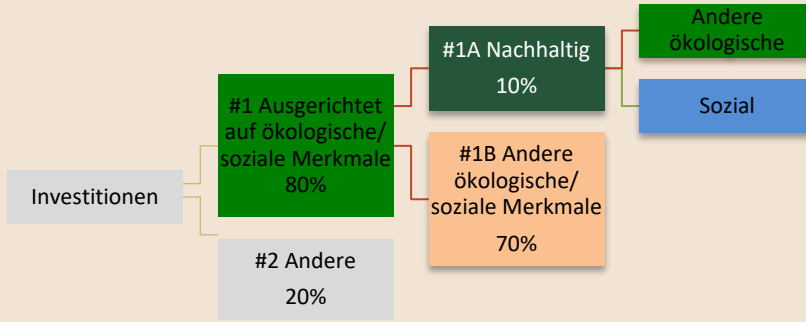 Investitionen
#1 Ausgerichtet
auf ökologische/
soziale Merkmale
80%
#2 Andere
20%
#1A Nachhaltig
10%
#1B Andere
ökologische/
soziale Merkmale
70%
Andere
ökologische
Sozial